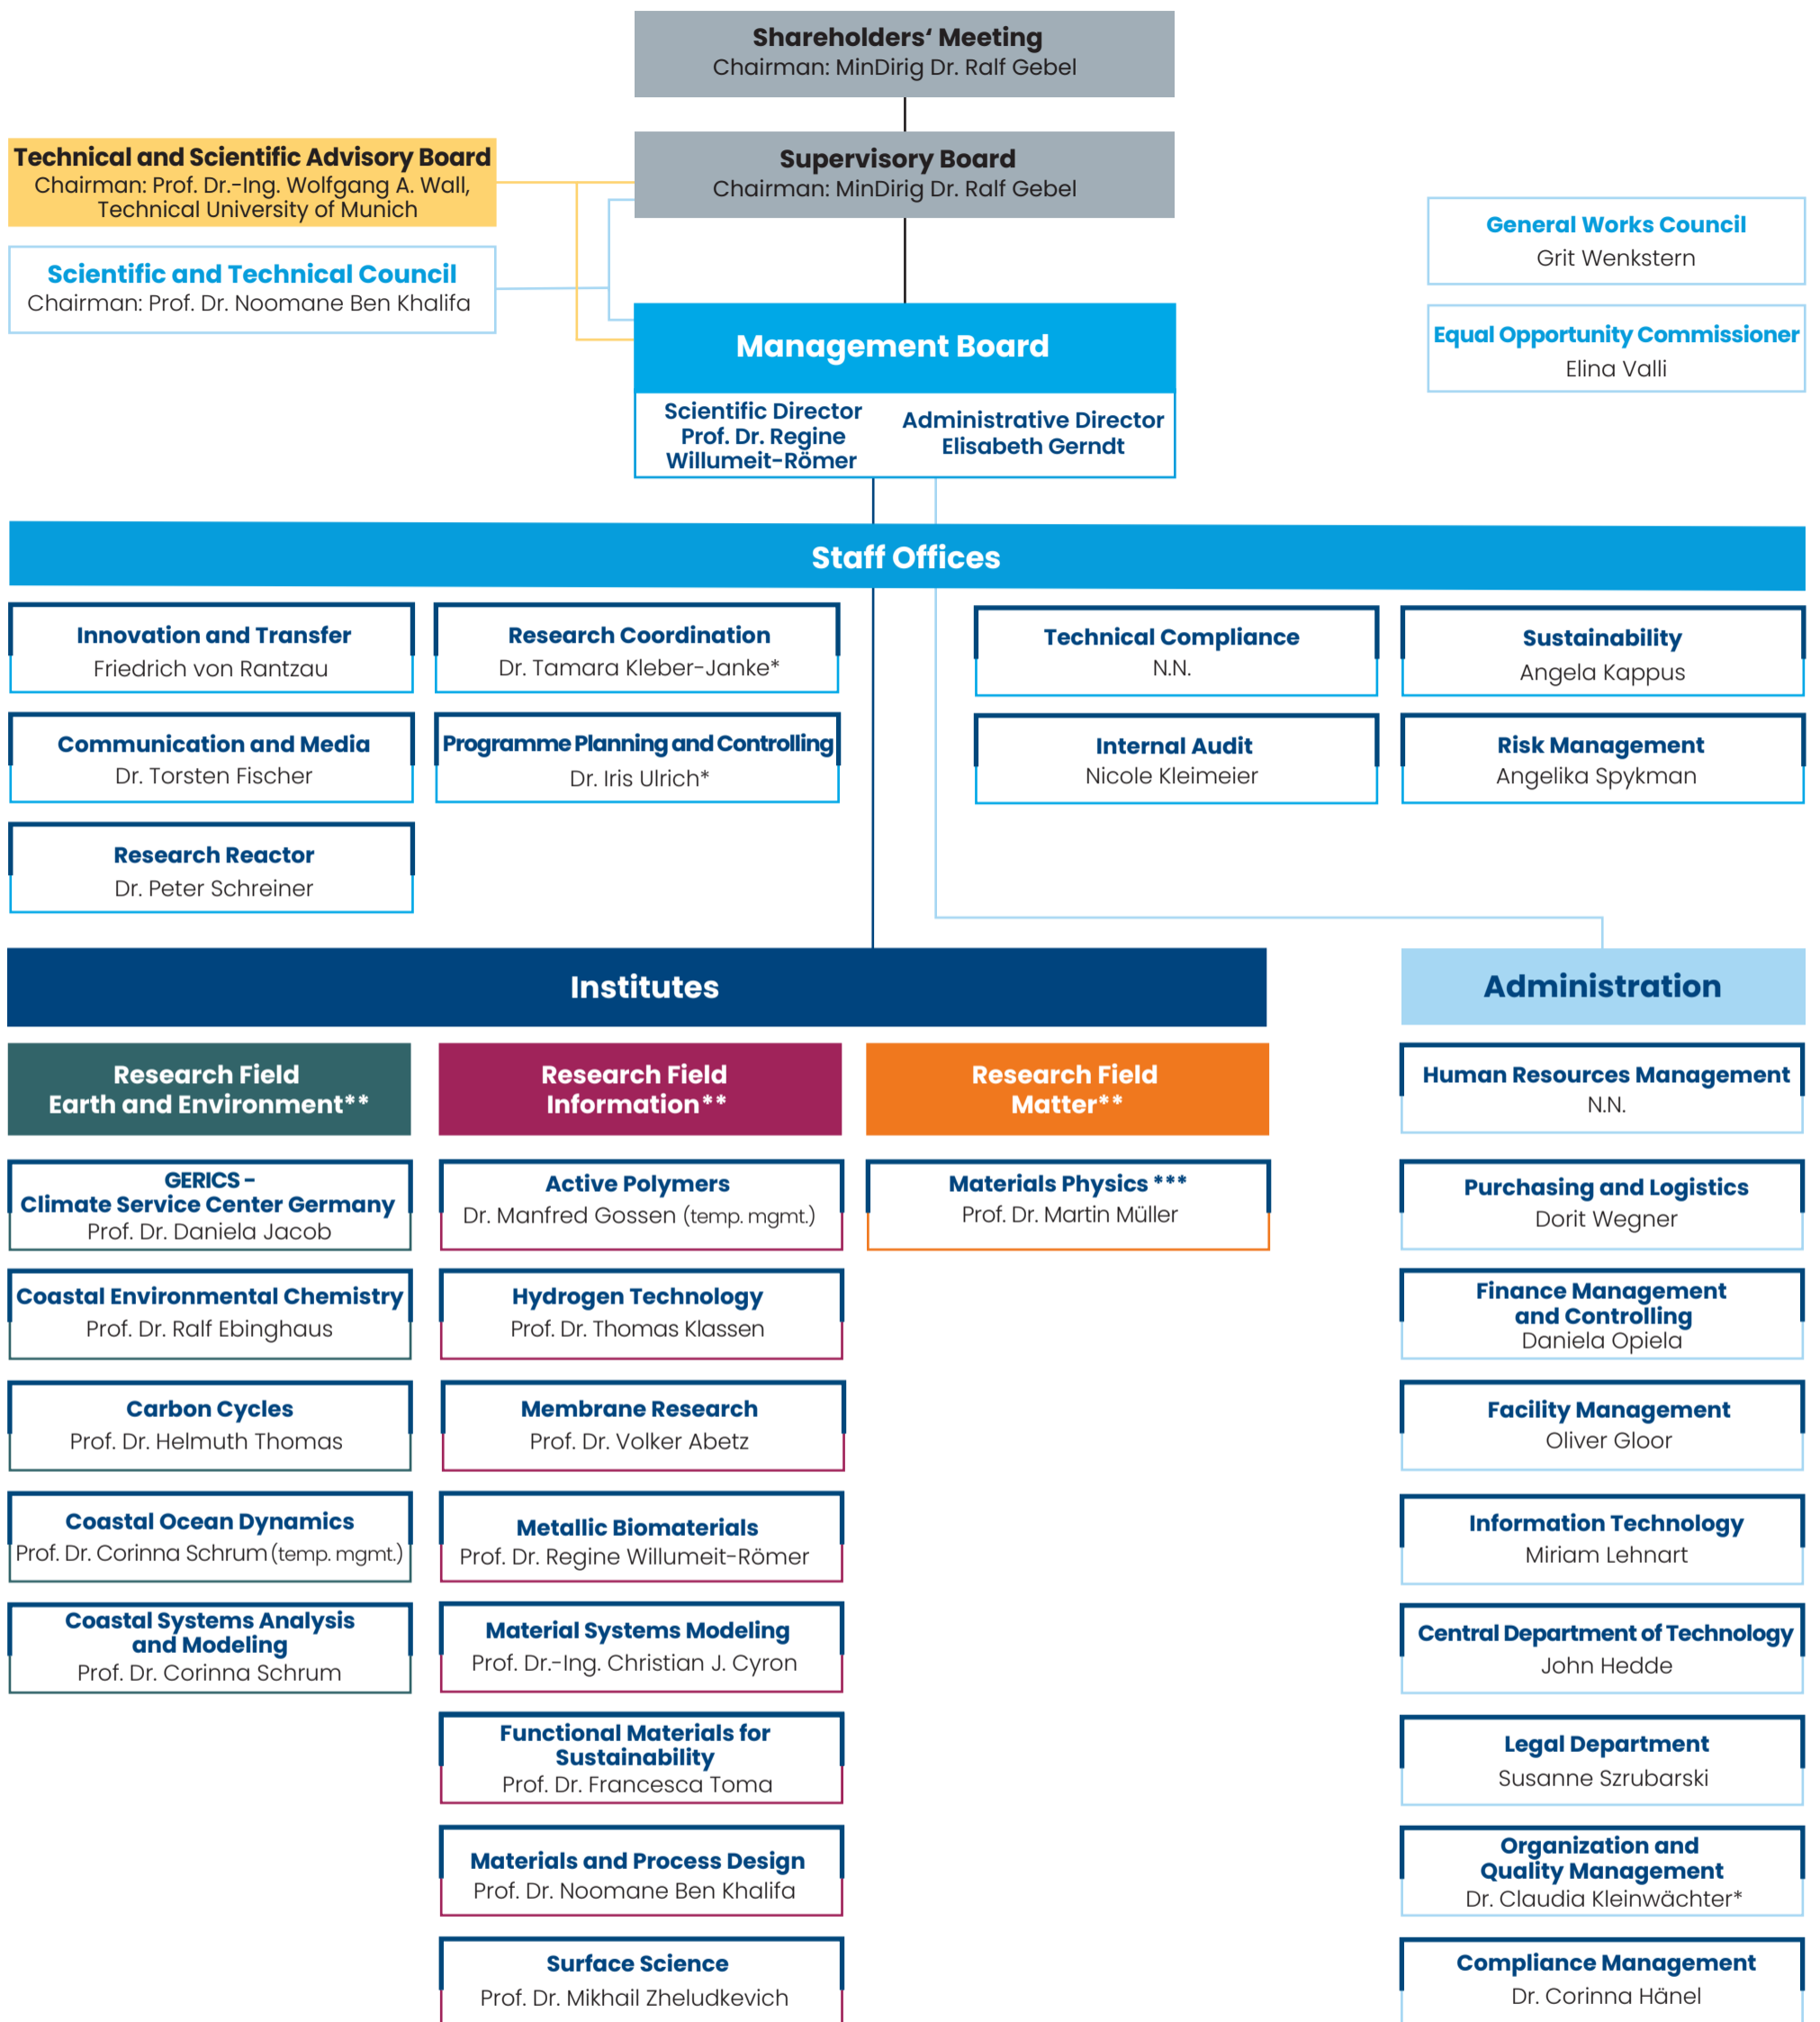 Shareholders‘ Meeting
Chairman: MinDirig Dr. Ralf Gebel
Technical and Scientific Advisory Board
Chairman: Prof. Dr.-Ing. Wolfgang A. Wall,
Technical University of Munich
Supervisory Board
Chairman: MinDirig Dr. Ralf Gebel
Scientific and Technical Council
Chairman: Prof. Dr. Noomane Ben Khalifa
General Works Council
Grit Wenkstern
Equal Opportunity Commissioner
Elina Valli
Management Board
Scientific Director
Prof. Dr. Regine
Willumeit-Römer
Administrative Director
Elisabeth Gerndt
Staff Offices
Innovation and Transfer
Friedrich von Rantzau
Research Coordination
Dr. Tamara Kleber-Janke*
Technical Compliance
N.N.
Sustainability
Angela Kappus
Communication and Media
Dr. Torsten Fischer
Programme Planning and Controlling
Dr. Iris Ulrich*
Internal Audit
Nicole Kleimeier
Risk Management
Angelika Spykman
Research Reactor
Dr. Peter Schreiner
Institutes
Research Field
Earth and Environment**
GERICS -
Climate Service Center Germany
Prof. Dr. Daniela Jacob
Coastal Environmental Chemistry
Prof. Dr. Ralf Ebinghaus
Carbon Cycles
Prof. Dr. Helmuth Thomas
Coastal Ocean Dynamics
Prof. Dr. Corinna Schrum (temp. mgmt.)
Coastal Systems Analysis
and Modeling
Prof. Dr. Corinna Schrum
Research Field
Information**
Active Polymers
Dr. Manfred Gossen (temp. mgmt.)
Hydrogen Technology
Prof. Dr. Thomas Klassen
Membrane Research
Prof. Dr. Volker Abetz
Metallic Biomaterials
Prof. Dr. Regine Willumeit-Römer
Material Systems Modeling
Prof. Dr.-Ing. Christian J. Cyron
Functional Materials for
Sustainability
Prof. Dr. Francesca Toma
Materials and Process Design
Prof. Dr. Noomane Ben Khalifa
Surface Science
Prof. Dr. Mikhail Zheludkevich
Research Field
Matter**
Materials Physics ***
Prof. Dr. Martin Müller
Administration
Human Resources Management
N.N.
Purchasing and Logistics
Dorit Wegner
Finance Management
and Controlling
Daniela Opiela
Facility Management
Oliver Gloor
Information Technology
Miriam Lehnart
Central Department of Technology
John Hedde
Legal Department
Susanne Szrubarski
Organization and
Quality Management
Dr. Claudia Kleinwächter*
Compliance Management
Dr. Corinna Hänel